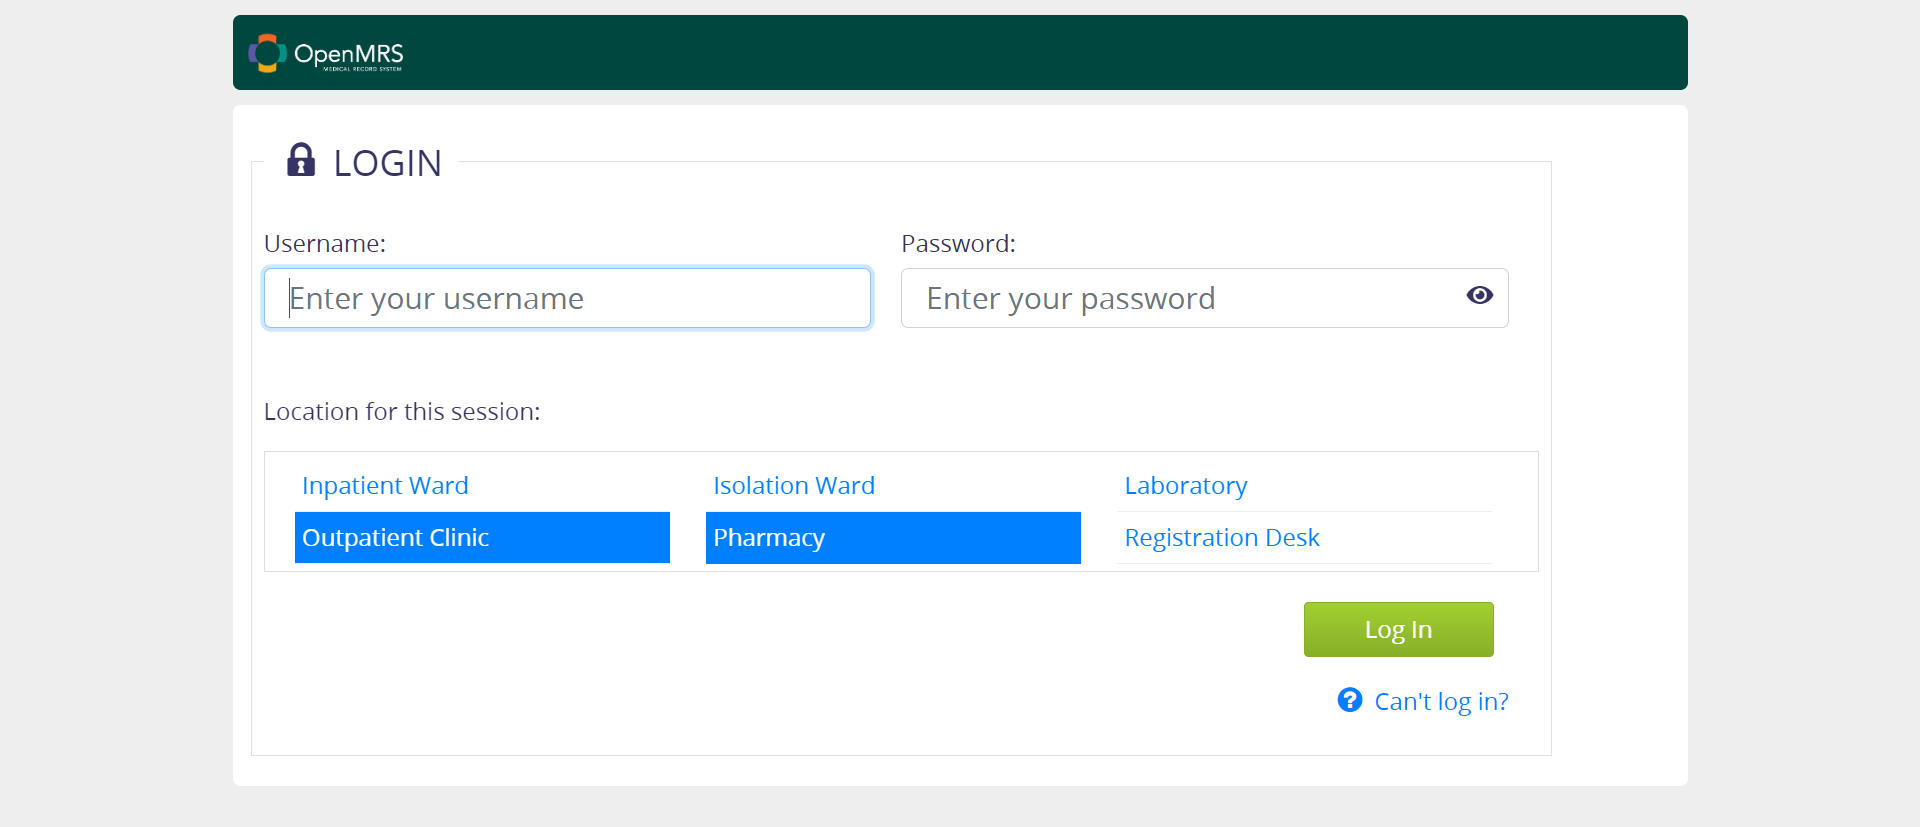 OpenMRS
MEDICAL RECORD SYSTEM
LOGIN
Username:
Password:
Enter your username
Enter your password
Location for this session:
Inpatient Ward
Isolation Ward
Laboratory
Outpatient Clinic
Pharmacy
Registration Desk
Log In
? Can't log in?